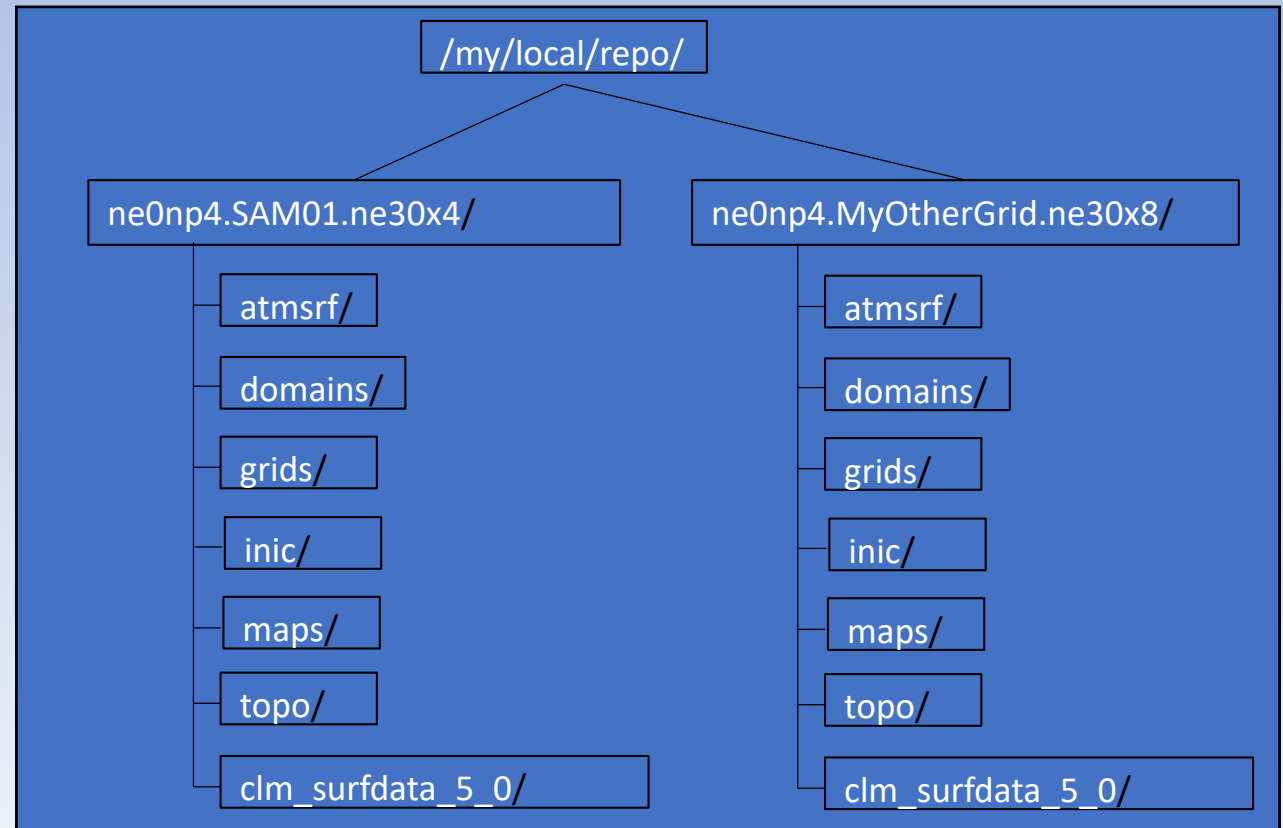 /my/local/repo/
ne0np4.SAM01.ne30x4/
atmsrf/
domains/
grids/
inic/
maps/
topo/
clm_surfdata_5_0/
ne0np4.MyOtherGrid.ne30x8/
atmsrf/
domains/
grids/
inic/
maps/
topo/
clm_surfdata_5_0/